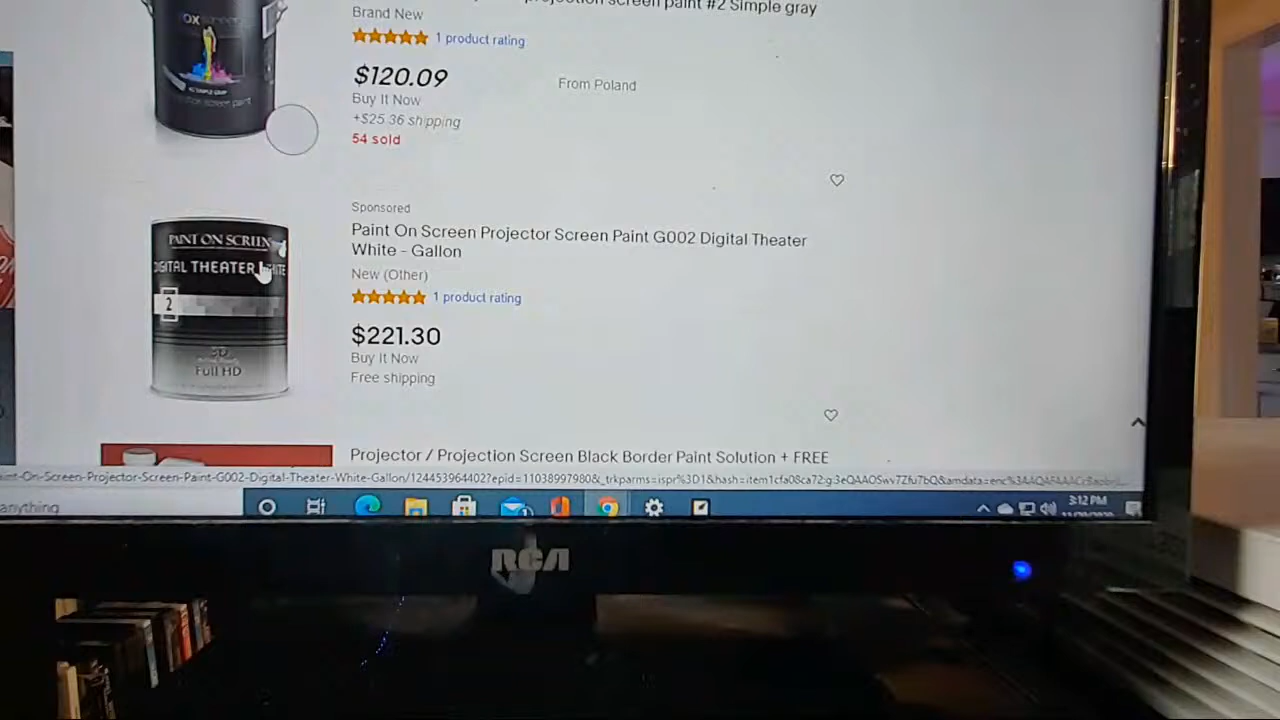 projection screen paint #2 Simple gray
Brand New
1 product rating
$120.09
From Poland
Buy It Now
+$25.36 shipping
54 sold
Sponsored
Paint On Screen Projector Screen Paint G002 Digital Theater
White - Gallon
New (Other)
1 product rating
$221.30
Buy It Now
Free shipping
PAINT ON SCREEN
DIGITAL THEATER
2
3D
Full HD
Projector / Projection Screen Black Border Paint Solution + FREE
anything
3:12 PM
RCA